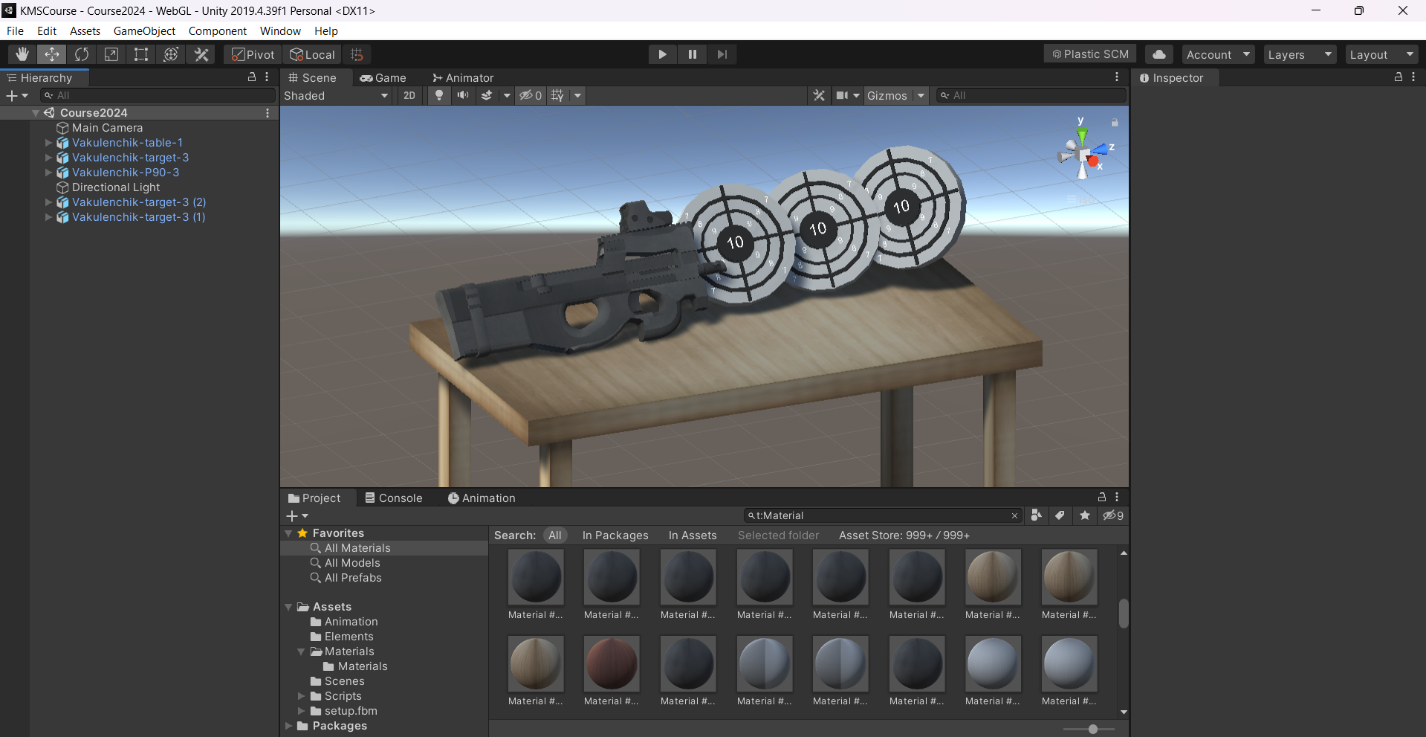 KMSCourse - Course2024 - WebGL - Unity 2019.4.39f1 Personal <DX11>
File Edit Assets GameObject Component Window Help
Pivot Local Plastic SCM Account Layers Layout
Hierarchy Scene Game Animator Inspector
All Shaded 2D 0 Gizmos All
Course2024
Main Camera
Vakulenchik-table-1
Vakulenchik-target-3
Vakulenchik-P90-3
Directional Light
Vakulenchik-target-3 (2)
Vakulenchik-target-3 (1)
y
z
x
10 10 10
Project Console Animation
t:Material 9
Search: All In Packages In Assets Selected folder Asset Store: 999+ / 999+
Favorites
All Materials
All Models
All Prefabs
Assets
Animation
Elements
Materials
Materials
Scenes
Scripts
setup.fbm
Packages
Material #... Material #... Material #... Material #... Material #... Material #... Material #... Material #...
Material #... Material #... Material #... Material #... Material #... Material #... Material #... Material #...